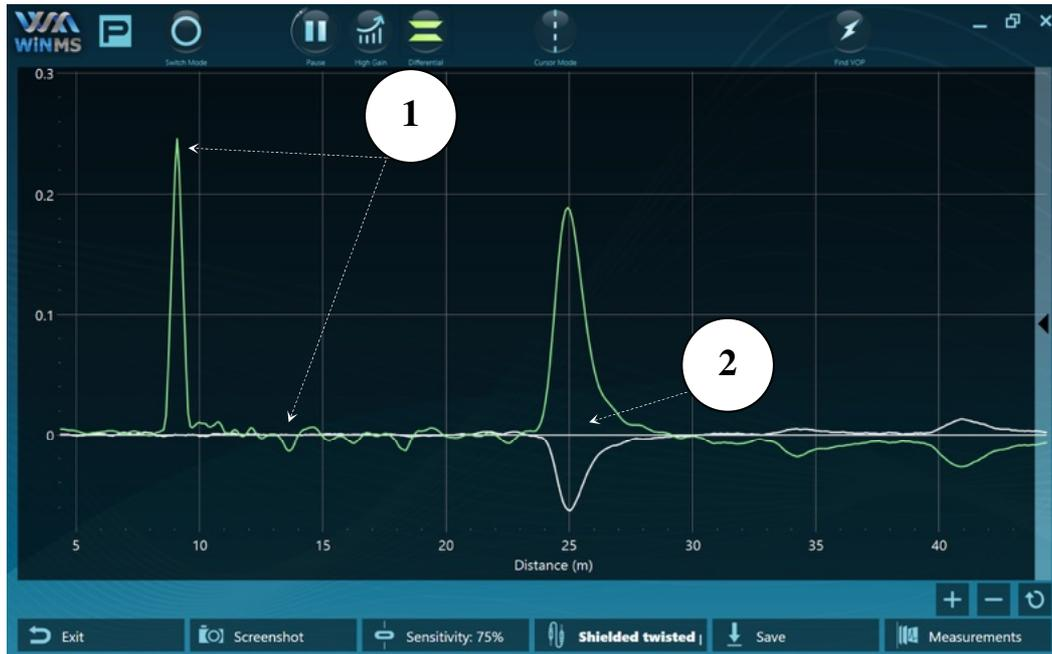 WiNMS
P
Switch Mode
Pause
High Gain
Differential
Cursor Mode
Find VOP
0.3
1
0.2
0.1
2
0
5 10 15 20 25 30 35 40
Distance (m)
Exit
Screenshot
Sensitivity: 75%
Shielded twisted
Save
Measurements